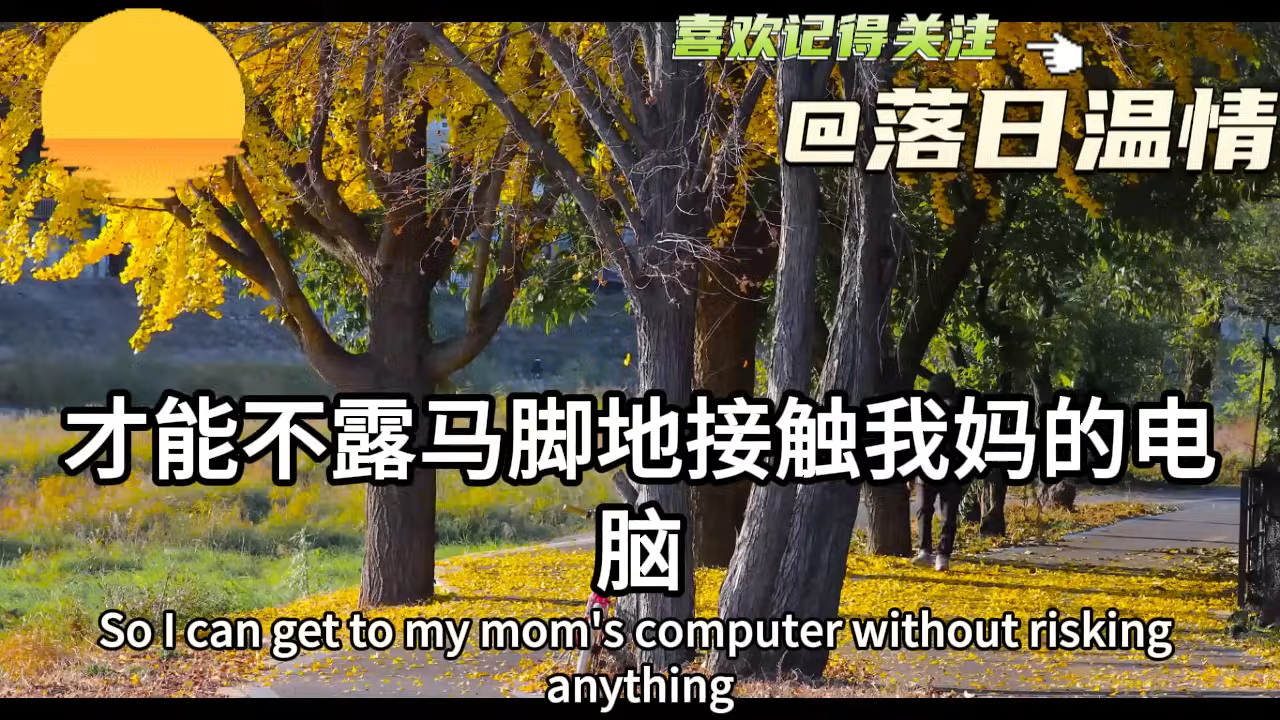 喜欢记得关注
@落日温情
才能不露马脚地接触我妈的电
脑
So I can get to my mom's computer without risking
anything